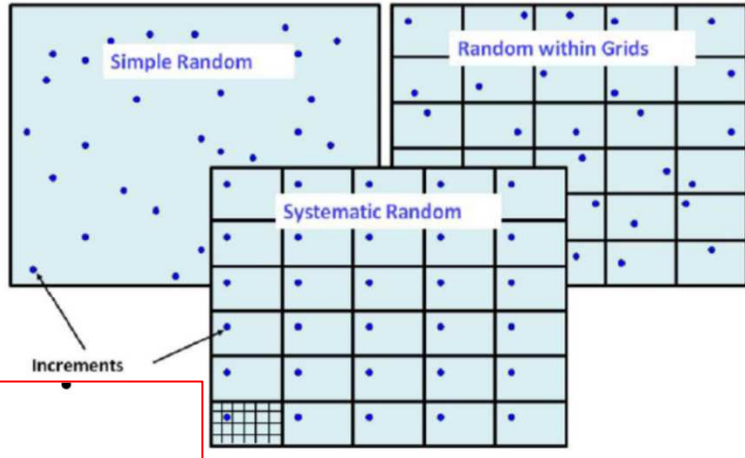 Simple Random
Random within Grids
Systematic Random
Increments